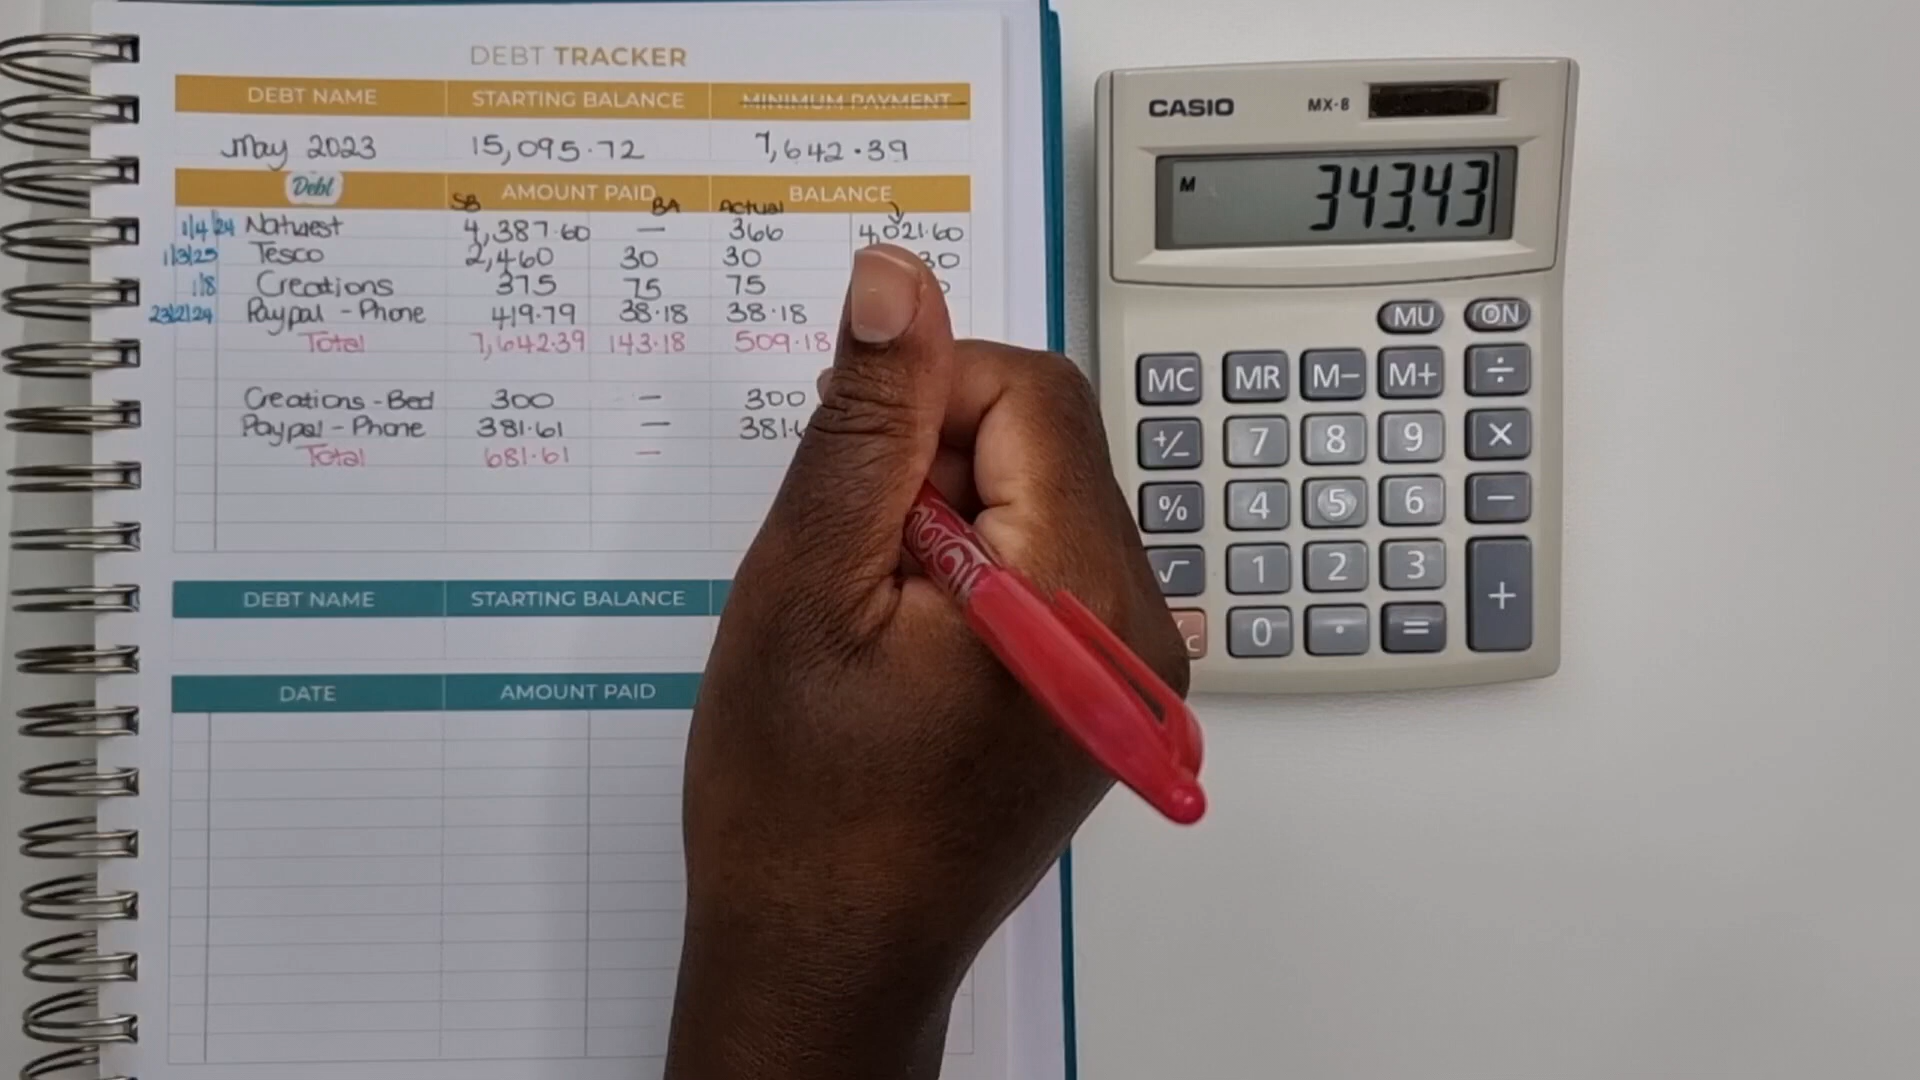 DEBT TRACKER
DEBT NAME STARTING BALANCE MINIMUM PAYMENT
May 2023 15,095.72 7,642.39
Debt AMOUNT PAID BALANCE
SB BA Actual
1/4/24 Natwest 4,387.60 — 366 4,021.60
1/3/25 Tesco 2,460 30 30 30
1/8 Creations 375 75 75
23/2/24 Paypal - Phone 419.79 38.18 38.18
Total 7,642.39 143.18 509.18
Creations - Bed 300 — 300
Paypal - Phone 381.61 — 381.6
Total 681.61 —
DEBT NAME STARTING BALANCE
DATE AMOUNT PAID
CASIO MX-8
M 343.43
MU ON
MC MR M- M+ ÷
+/- 7 8 9 ×
% 4 5 6 −
√ 1 2 3 +
C 0 . =